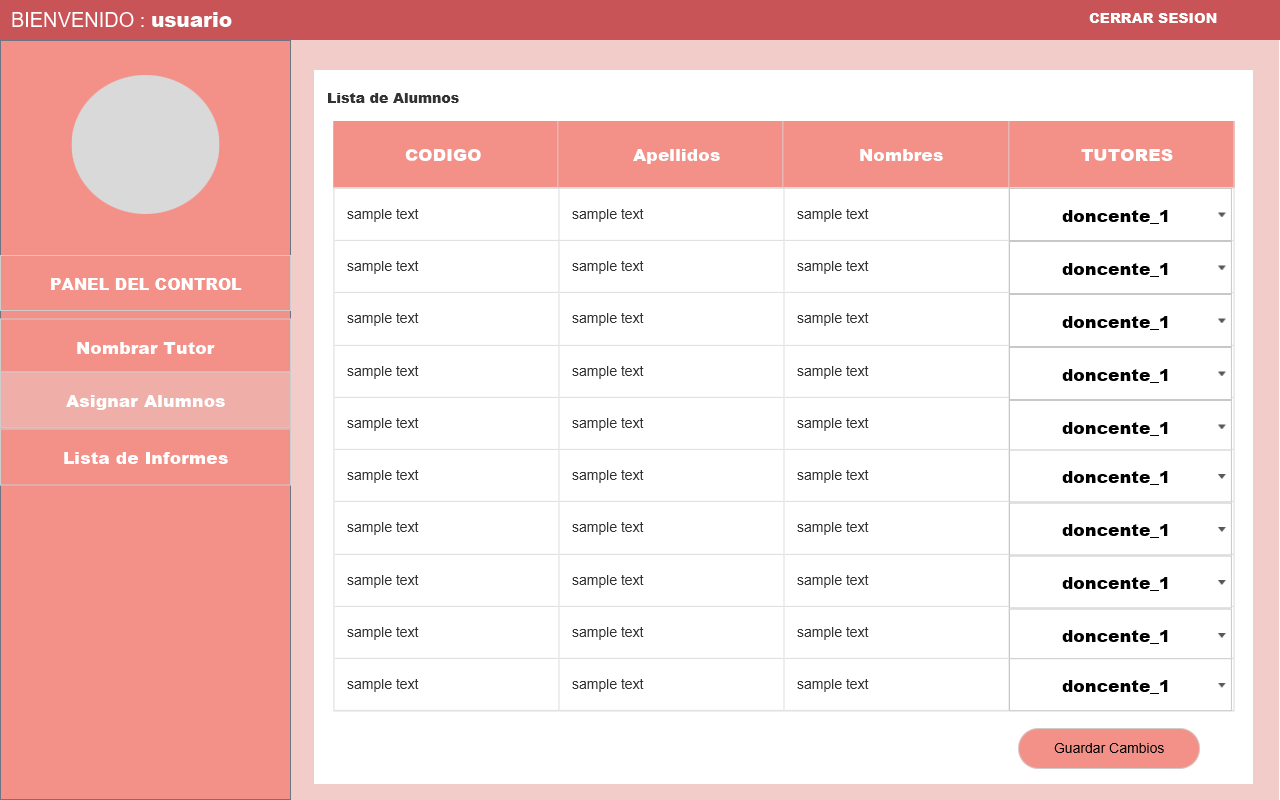 BIENVENIDO : usuario
CERRAR SESION
PANEL DEL CONTROL
Nombrar Tutor
Asignar Alumnos
Lista de Informes
Lista de Alumnos
CODIGO Apellidos Nombres TUTORES
sample text sample text sample text doncente_1
sample text sample text sample text doncente_1
sample text sample text sample text doncente_1
sample text sample text sample text doncente_1
sample text sample text sample text doncente_1
sample text sample text sample text doncente_1
sample text sample text sample text doncente_1
sample text sample text sample text doncente_1
sample text sample text sample text doncente_1
sample text sample text sample text doncente_1
Guardar Cambios